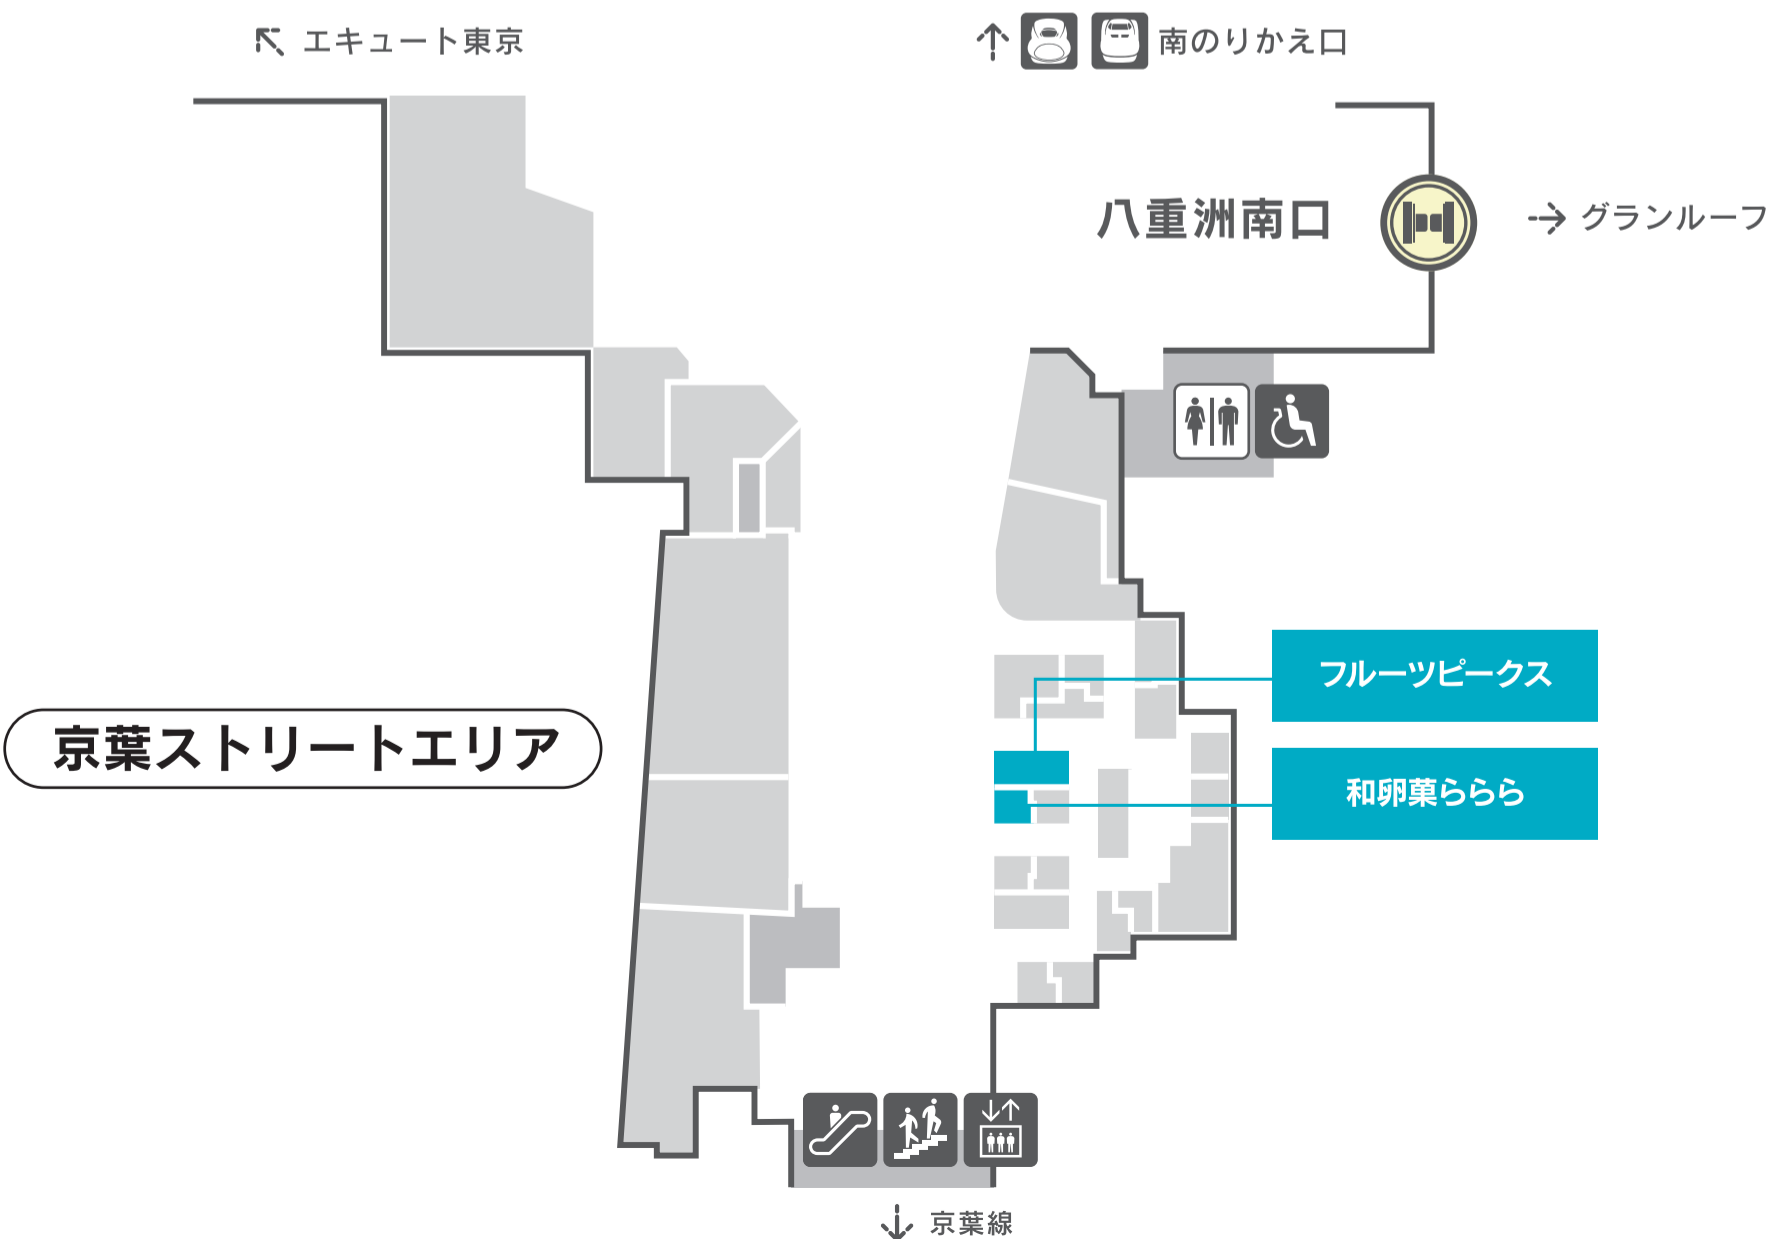 エキュート東京
南のりかえ口
八重洲南口
グランルーフ
フルーツピークス
京葉ストリートエリア
和卵菓ららら
京葉線